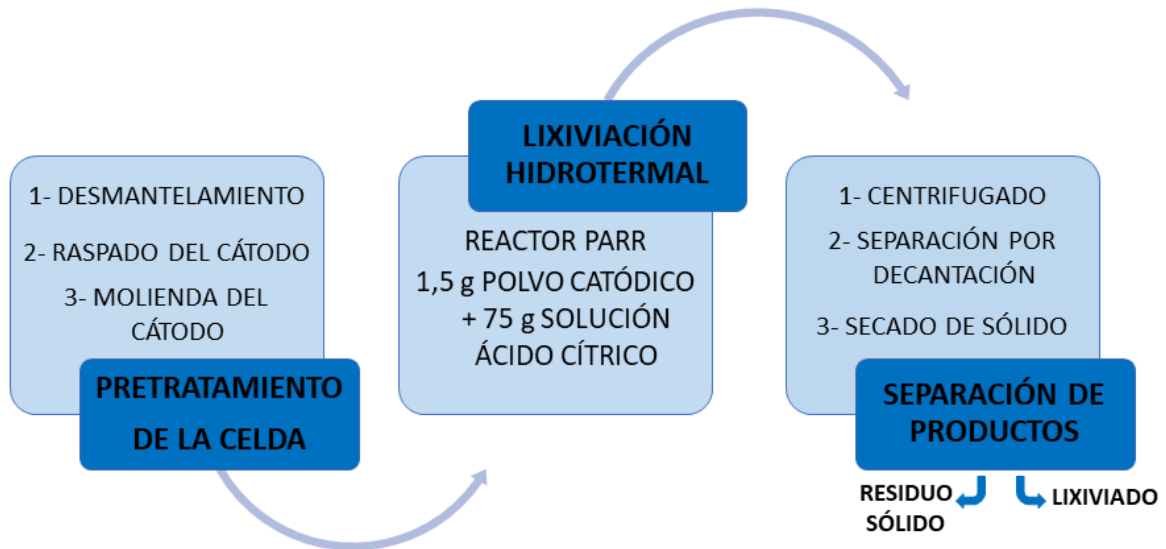 1- DESMANTELAMIENTO
2- RASPADO DEL CÁTODO
3- MOLIENDA DEL
CÁTODO
PRETRATAMIENTO
DE LA CELDA
LIXIVIACIÓN
HIDROTERMAL
REACTOR PARR
1,5 g POLVO CATÓDICO
+ 75 g SOLUCIÓN
ÁCIDO CÍTRICO
1- CENTRIFUGADO
2- SEPARACIÓN POR
DECANTACIÓN
3- SECADO DE SÓLIDO
SEPARACIÓN DE
PRODUCTOS
RESIDUO
SÓLIDO
LIXIVIADO